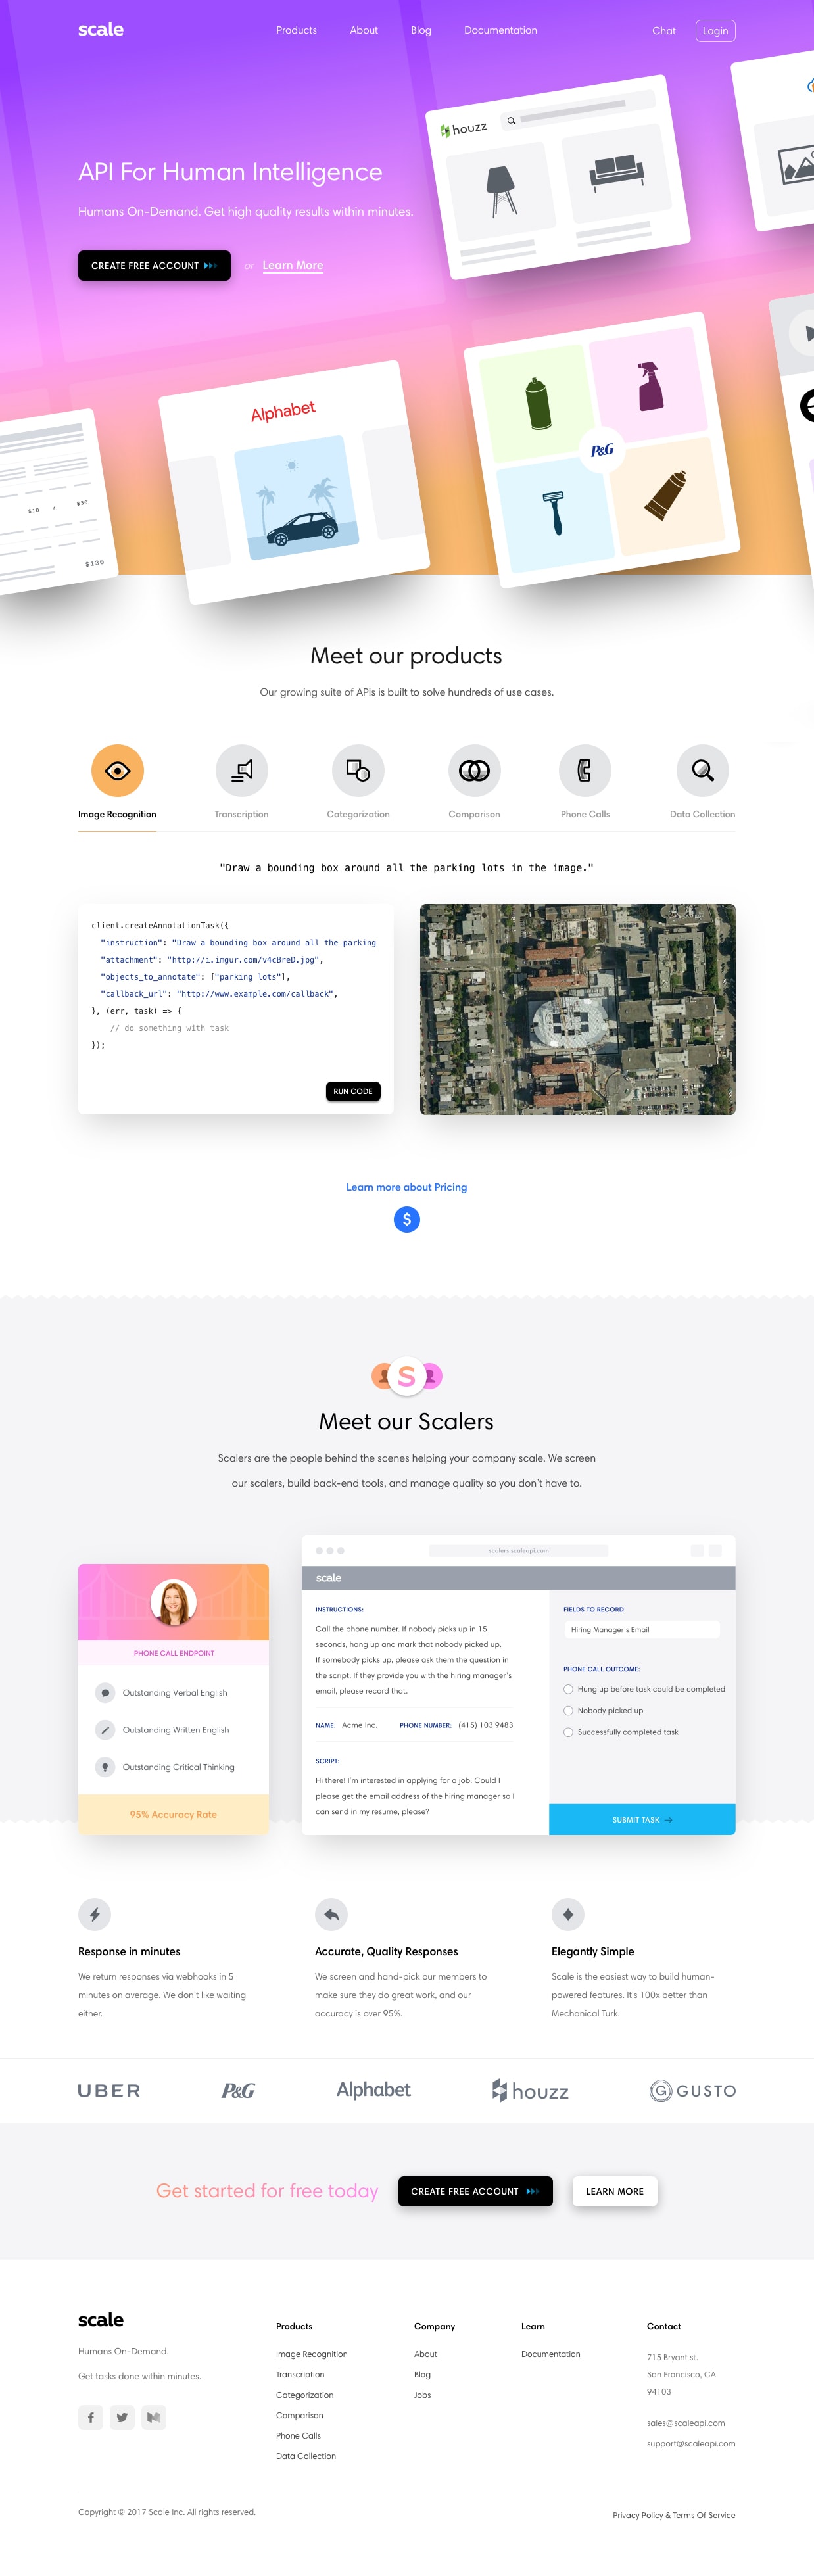 scale
Products About Blog Documentation Chat Login
houzz
API For Human Intelligence
Humans On-Demand. Get high quality results within minutes.
CREATE FREE ACCOUNT or Learn More
Alphabet
P&G
$10 3 $30
$130
Meet our products
Our growing suite of APIs is built to solve hundreds of use cases.
Image Recognition Transcription Categorization Comparison Phone Calls Data Collection
"Draw a bounding box around all the parking lots in the image."
client.createAnnotationTask({
"instruction": "Draw a bounding box around all the parking
"attachment": "http://i.imgur.com/v4cBreD.jpg",
"objects_to_annotate": ["parking lots"],
"callback_url": "http://www.example.com/callback",
}, (err, task) => {
// do something with task
});
RUN CODE
Learn more about Pricing
$
S
Meet our Scalers
Scalers are the people behind the scenes helping your company scale. We screen
our scalers, build back-end tools, and manage quality so you don't have to.
PHONE CALL ENDPOINT
Outstanding Verbal English
Outstanding Written English
Outstanding Critical Thinking
95% Accuracy Rate
scalers.scaleapi.com
scale
INSTRUCTIONS:
Call the phone number. If nobody picks up in 15
seconds, hang up and mark that nobody picked up.
If somebody picks up, please ask them the question in
the script. If they provide you with the hiring manager's
email, please record that.
NAME: Acme Inc. PHONE NUMBER: (415) 103 9483
SCRIPT:
Hi there! I'm interested in applying for a job. Could I
please get the email address of the hiring manager so I
can send in my resume, please?
FIELDS TO RECORD
Hiring Manager's Email
PHONE CALL OUTCOME:
Hung up before task could be completed
Nobody picked up
Successfully completed task
SUBMIT TASK
Response in minutes
We return responses via webhooks in 5
minutes on average. We don't like waiting
either.
Accurate, Quality Responses
We screen and hand-pick our members to
make sure they do great work, and our
accuracy is over 95%.
Elegantly Simple
Scale is the easiest way to build human-
powered features. It's 100x better than
Mechanical Turk.
UBER P&G Alphabet houzz G GUSTO
Get started for free today CREATE FREE ACCOUNT LEARN MORE
scale
Humans On-Demand.
Get tasks done within minutes.
Products
Image Recognition
Transcription
Categorization
Comparison
Phone Calls
Data Collection
Company
About
Blog
Jobs
Learn
Documentation
Contact
715 Bryant st.
San Francisco, CA
94103
sales@scaleapi.com
support@scaleapi.com
Copyright © 2017 Scale Inc. All rights reserved.
Privacy Policy & Terms Of Service